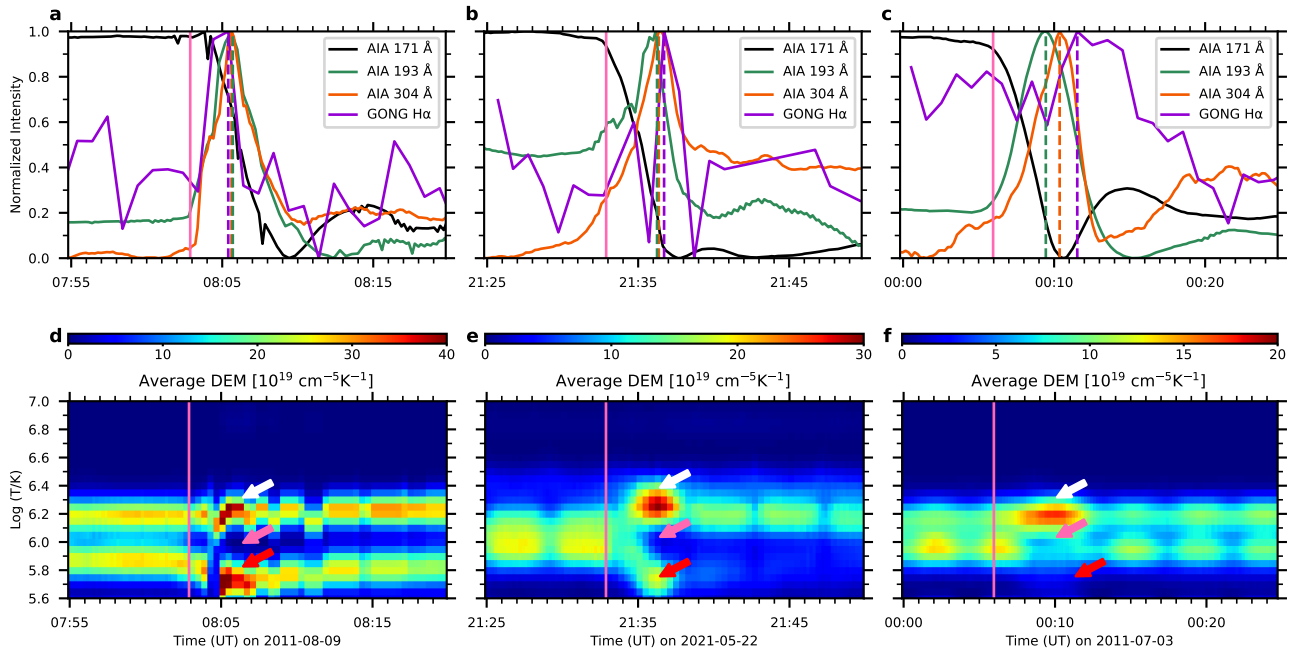 a
b
c
1.0
0.8
0.6
0.4
0.2
0.0
Normalized Intensity
AIA 171 Å
AIA 193 Å
AIA 304 Å
GONG Hα
AIA 171 Å
AIA 193 Å
AIA 304 Å
GONG Hα
AIA 171 Å
AIA 193 Å
AIA 304 Å
GONG Hα
07:55 08:05 08:15
21:25 21:35 21:45
00:00 00:10 00:20
d
e
f
0 10 20 30 40
0 10 20 30
0 5 10 15 20
Average DEM [10¹⁹ cm⁻⁵K⁻¹]
Average DEM [10¹⁹ cm⁻⁵K⁻¹]
Average DEM [10¹⁹ cm⁻⁵K⁻¹]
7.0
6.8
6.6
6.4
6.2
6.0
5.8
5.6
Log (T/K)
07:55 08:05 08:15
21:25 21:35 21:45
00:00 00:10 00:20
Time (UT) on 2011-08-09
Time (UT) on 2021-05-22
Time (UT) on 2011-07-03